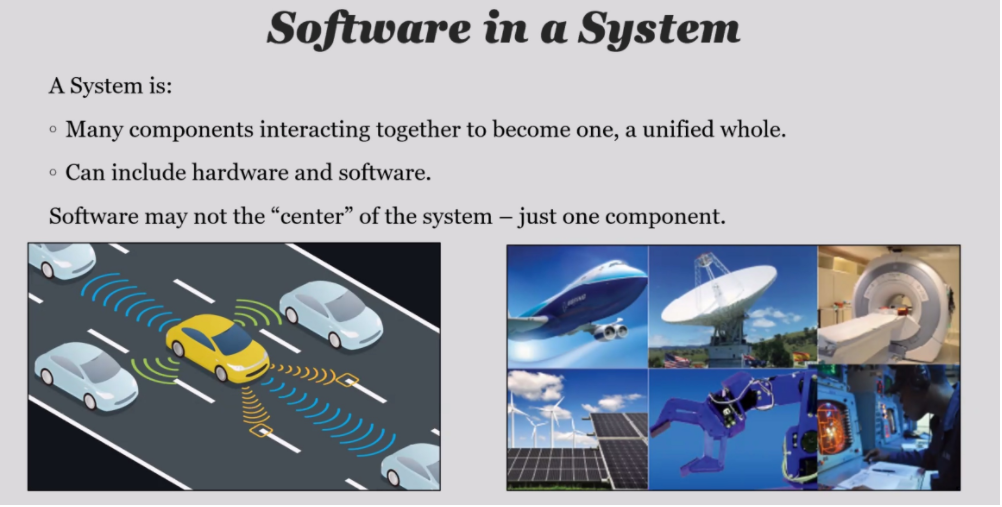 Software in a System
A System is:
◦ Many components interacting together to become one, a unified whole.
◦ Can include hardware and software.
Software may not the “center” of the system – just one component.